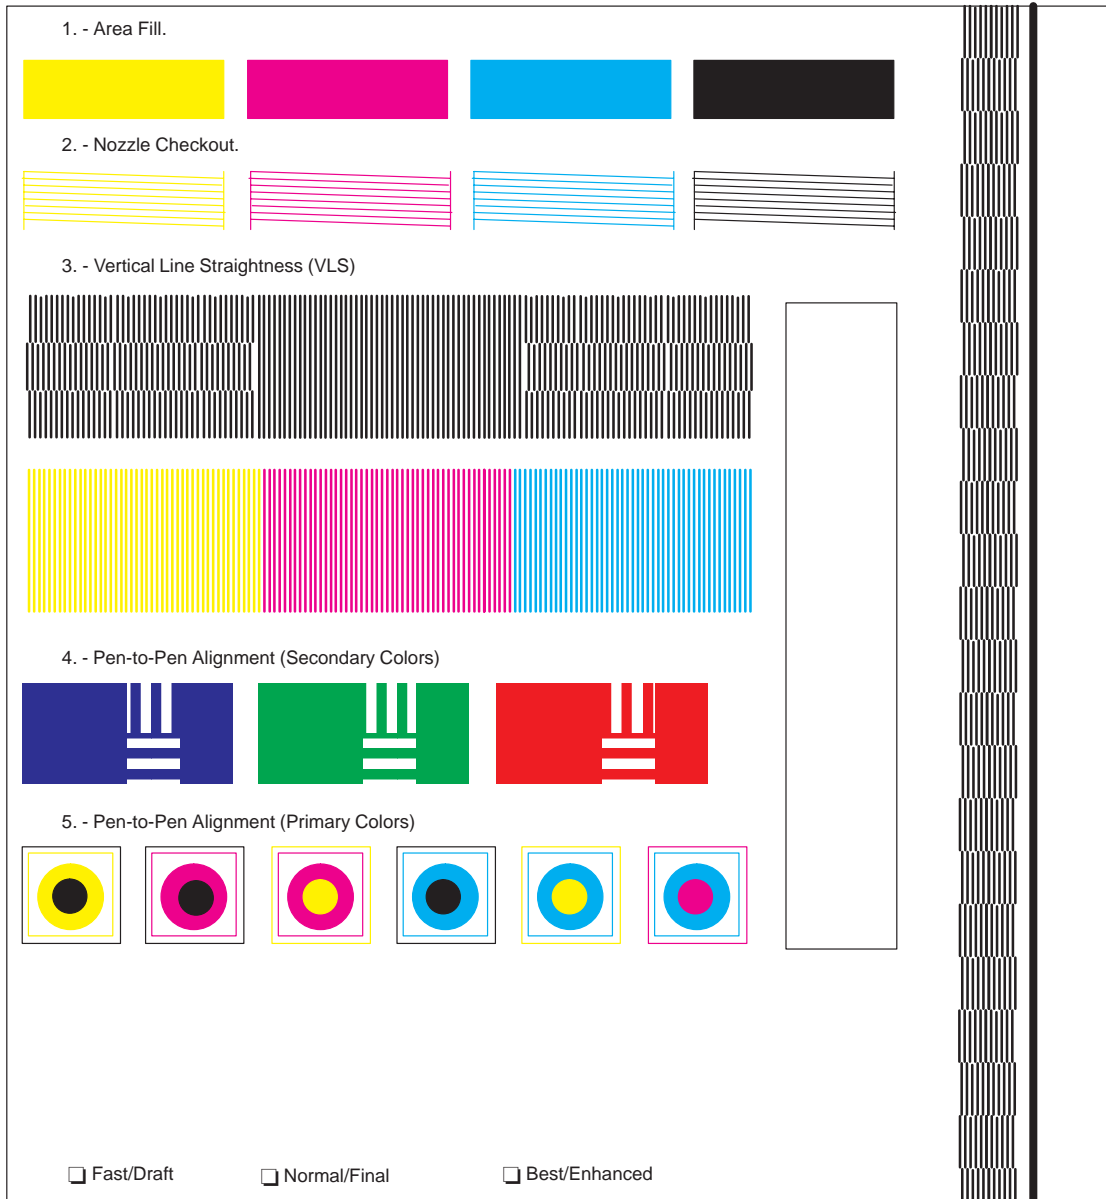 1. - Area Fill.
2. - Nozzle Checkout.
3. - Vertical Line Straightness (VLS)
4. - Pen-to-Pen Alignment (Secondary Colors)
5. - Pen-to-Pen Alignment (Primary Colors)
❏ Fast/Draft ❏ Normal/Final ❏ Best/Enhanced